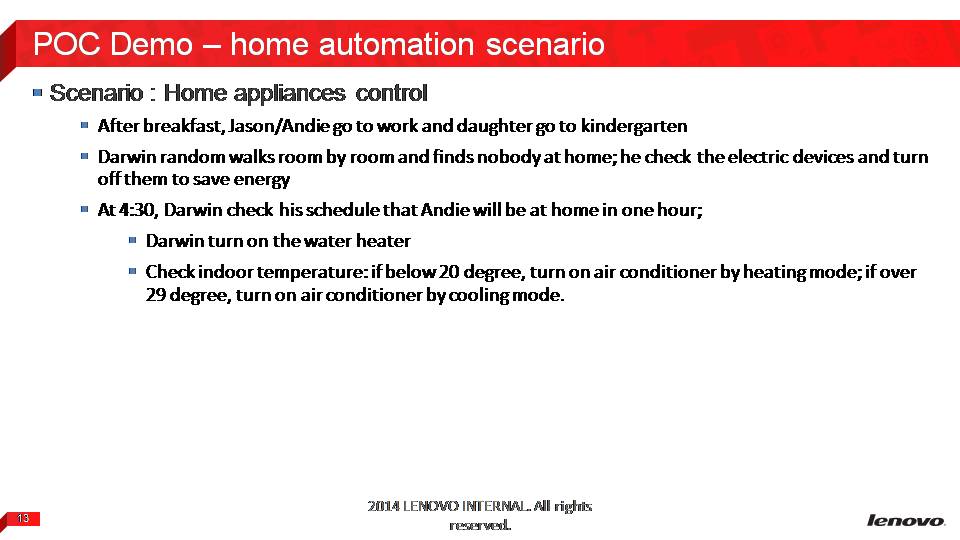 POC Demo – home automation scenario
Scenario : Home appliances control
After breakfast, Jason/Andie go to work and daughter go to kindergarten
Darwin random walks room by room and finds nobody at home; he check the electric devices and turn
off them to save energy
At 4:30, Darwin check his schedule that Andie will be at home in one hour;
Darwin turn on the water heater
Check indoor temperature: if below 20 degree, turn on air conditioner by heating mode; if over
29 degree, turn on air conditioner by cooling mode.
13
2014 LENOVO INTERNAL. All rights
reserved.
lenovo